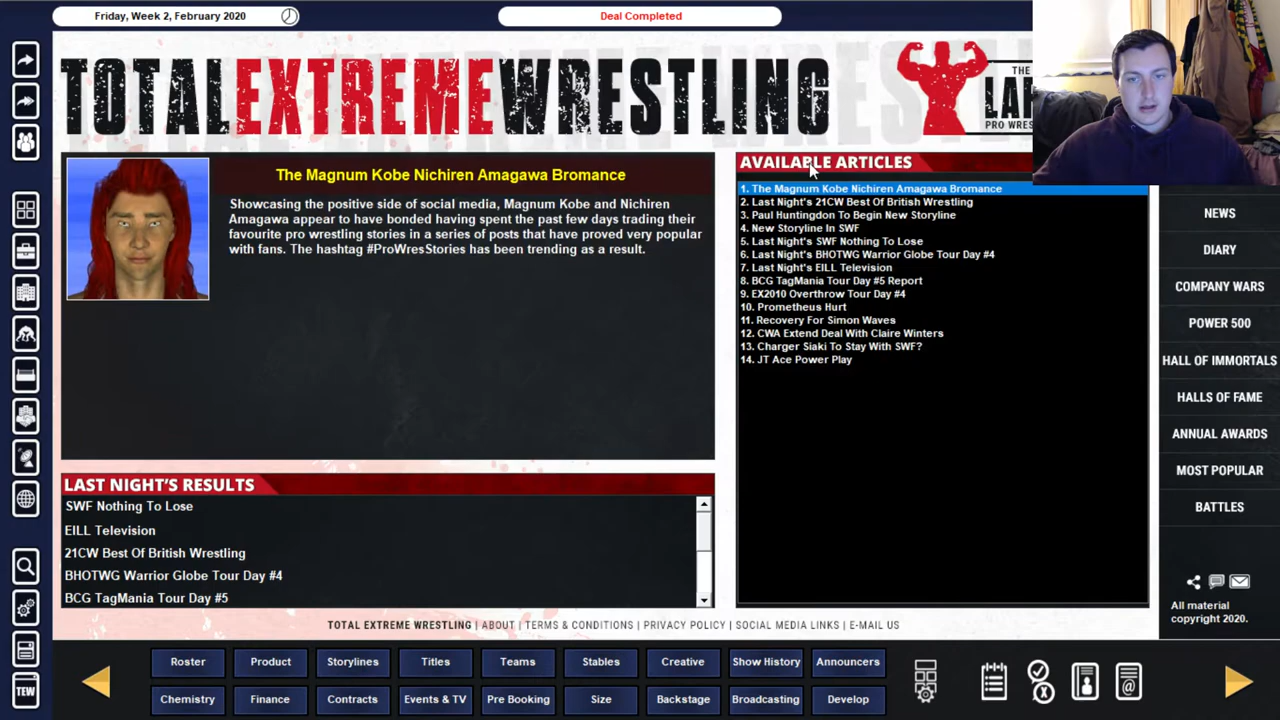 Friday, Week 2, February 2020
Deal Completed
TOTALEXTREMEWRESTLING
THE
PRO WRES
The Magnum Kobe Nichiren Amagawa Bromance
Showcasing the positive side of social media, Magnum Kobe and Nichiren
Amagawa appear to have bonded having spent the past few days trading their
favourite pro wrestling stories in a series of posts that have proved very popular
with fans. The hashtag #ProWresStories has been trending as a result.
AVAILABLE ARTICLES
1. The Magnum Kobe Nichiren Amagawa Bromance
2. Last Night's 21CW Best Of British Wrestling
3. Paul Huntingdon To Begin New Storyline
4. New Storyline In SWF
5. Last Night's SWF Nothing To Lose
6. Last Night's BHOTWG Warrior Globe Tour Day #4
7. Last Night's EILL Television
8. BCG TagMania Tour Day #5 Report
9. EX2010 Overthrow Tour Day #4
10. Prometheus Hurt
11. Recovery For Simon Waves
12. CWA Extend Deal With Claire Winters
13. Charger Siaki To Stay With SWF?
14. JT Ace Power Play
NEWS
DIARY
COMPANY WARS
POWER 500
HALL OF IMMORTALS
HALLS OF FAME
ANNUAL AWARDS
MOST POPULAR
BATTLES
All material
copyright 2020.
LAST NIGHT'S RESULTS
SWF Nothing To Lose
EILL Television
21CW Best Of British Wrestling
BHOTWG Warrior Globe Tour Day #4
BCG TagMania Tour Day #5
TOTAL EXTREME WRESTLING | ABOUT | TERMS & CONDITIONS | PRIVACY POLICY | SOCIAL MEDIA LINKS | E-MAIL US
TEW
Roster
Product
Storylines
Titles
Teams
Stables
Creative
Show History
Announcers
Chemistry
Finance
Contracts
Events & TV
Pre Booking
Size
Backstage
Broadcasting
Develop